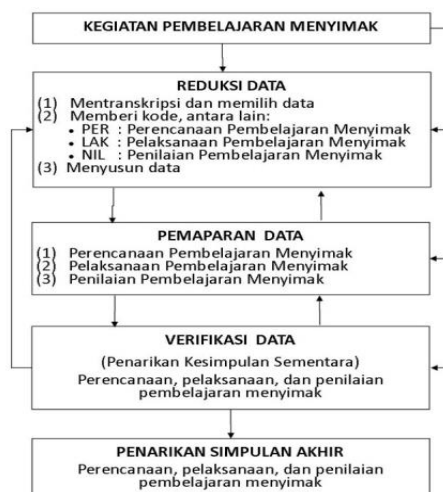 KEGIATAN PEMBELAJARAN MENYIMAK
REDUKSI DATA
(1) Mentranskripsi dan memilih data
(2) Memberi kode, antara lain:
• PER : Perencanaan Pembelajaran Menyimak
• LAK : Pelaksanaan Pembelajaran Menyimak
• NIL : Penilaian Pembelajaran Menyimak
(3) Menyusun data
PEMAPARAN DATA
(1) Perencanaan Pembelajaran Menyimak
(2) Pelaksanaan Pembelajaran Menyimak
(3) Penilaian Pembelajaran Menyimak
VERIFIKASI DATA
(Penarikan Kesimpulan Sementara)
Perencanaan, pelaksanaan, dan penilaian
pembelajaran menyimak
PENARIKAN SIMPULAN AKHIR
Perencanaan, pelaksanaan, dan penilaian
pembelajaran menyimak